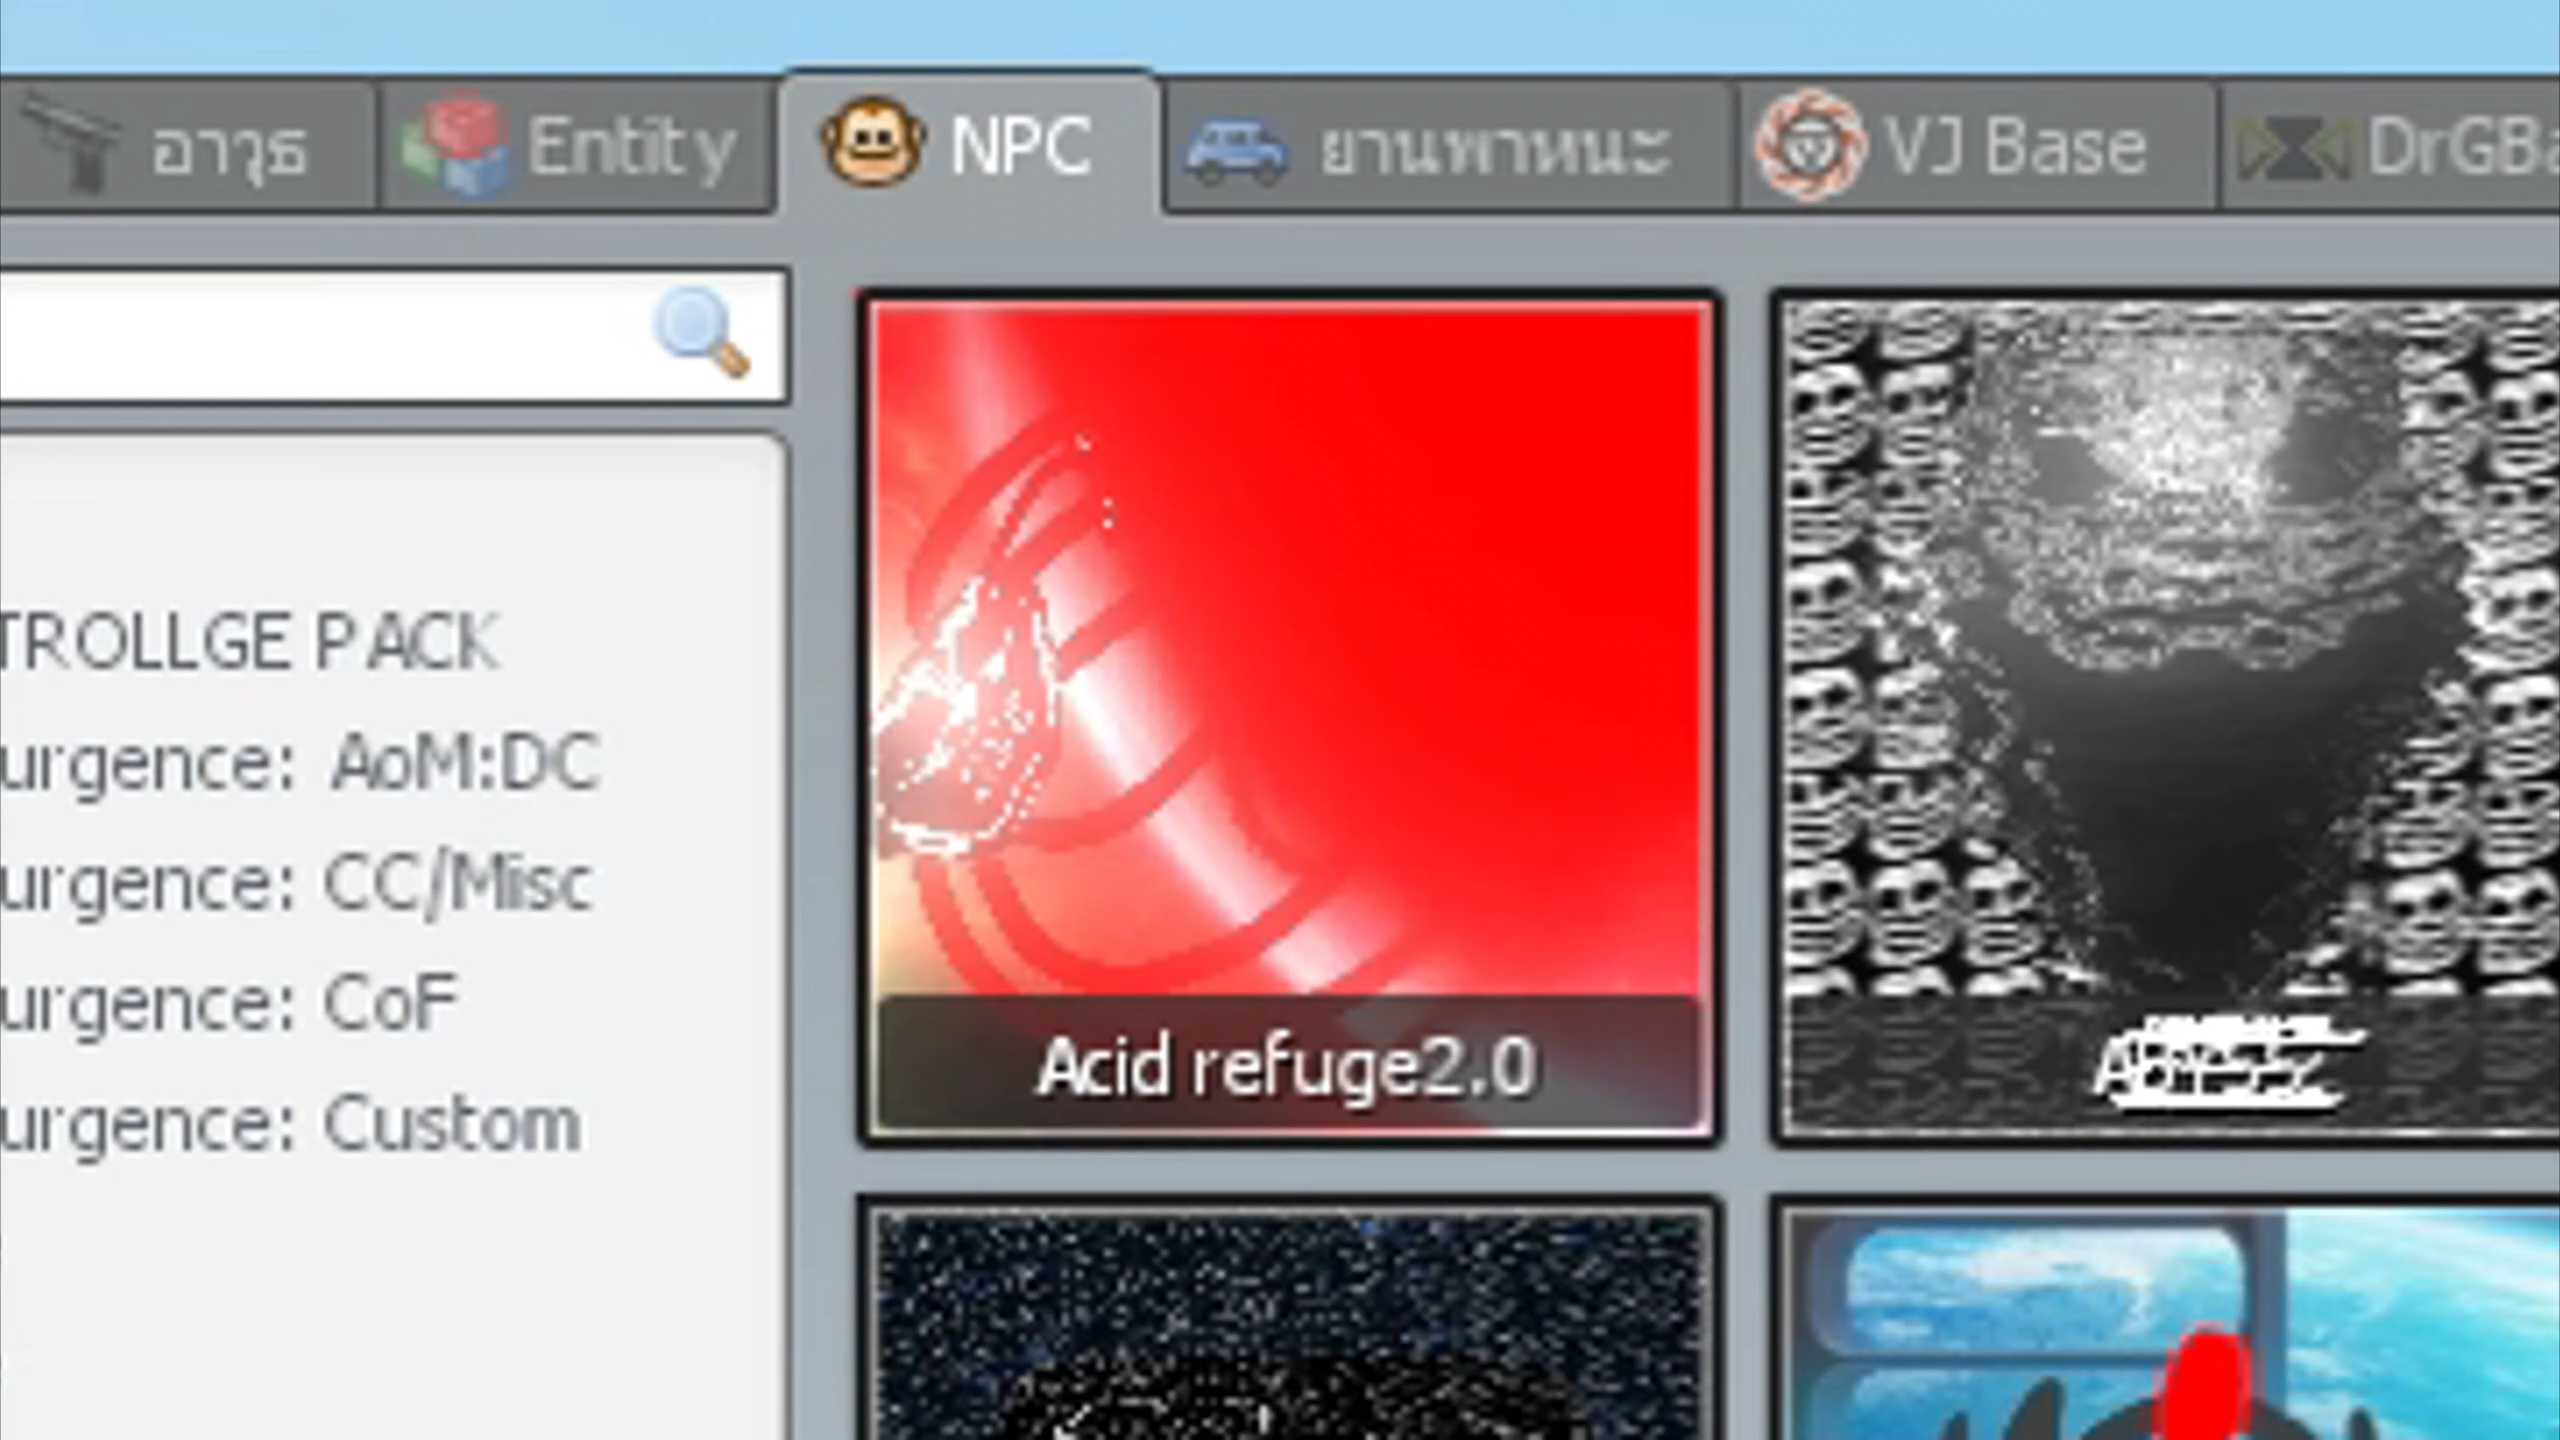 อาวุธ
Entity
NPC
ยานพาหนะ
VJ Base
DrGBa
TROLLGE PACK
urgence: AoM:DC
urgence: CC/Misc
urgence: CoF
urgence: Custom
Acid refuge2.0